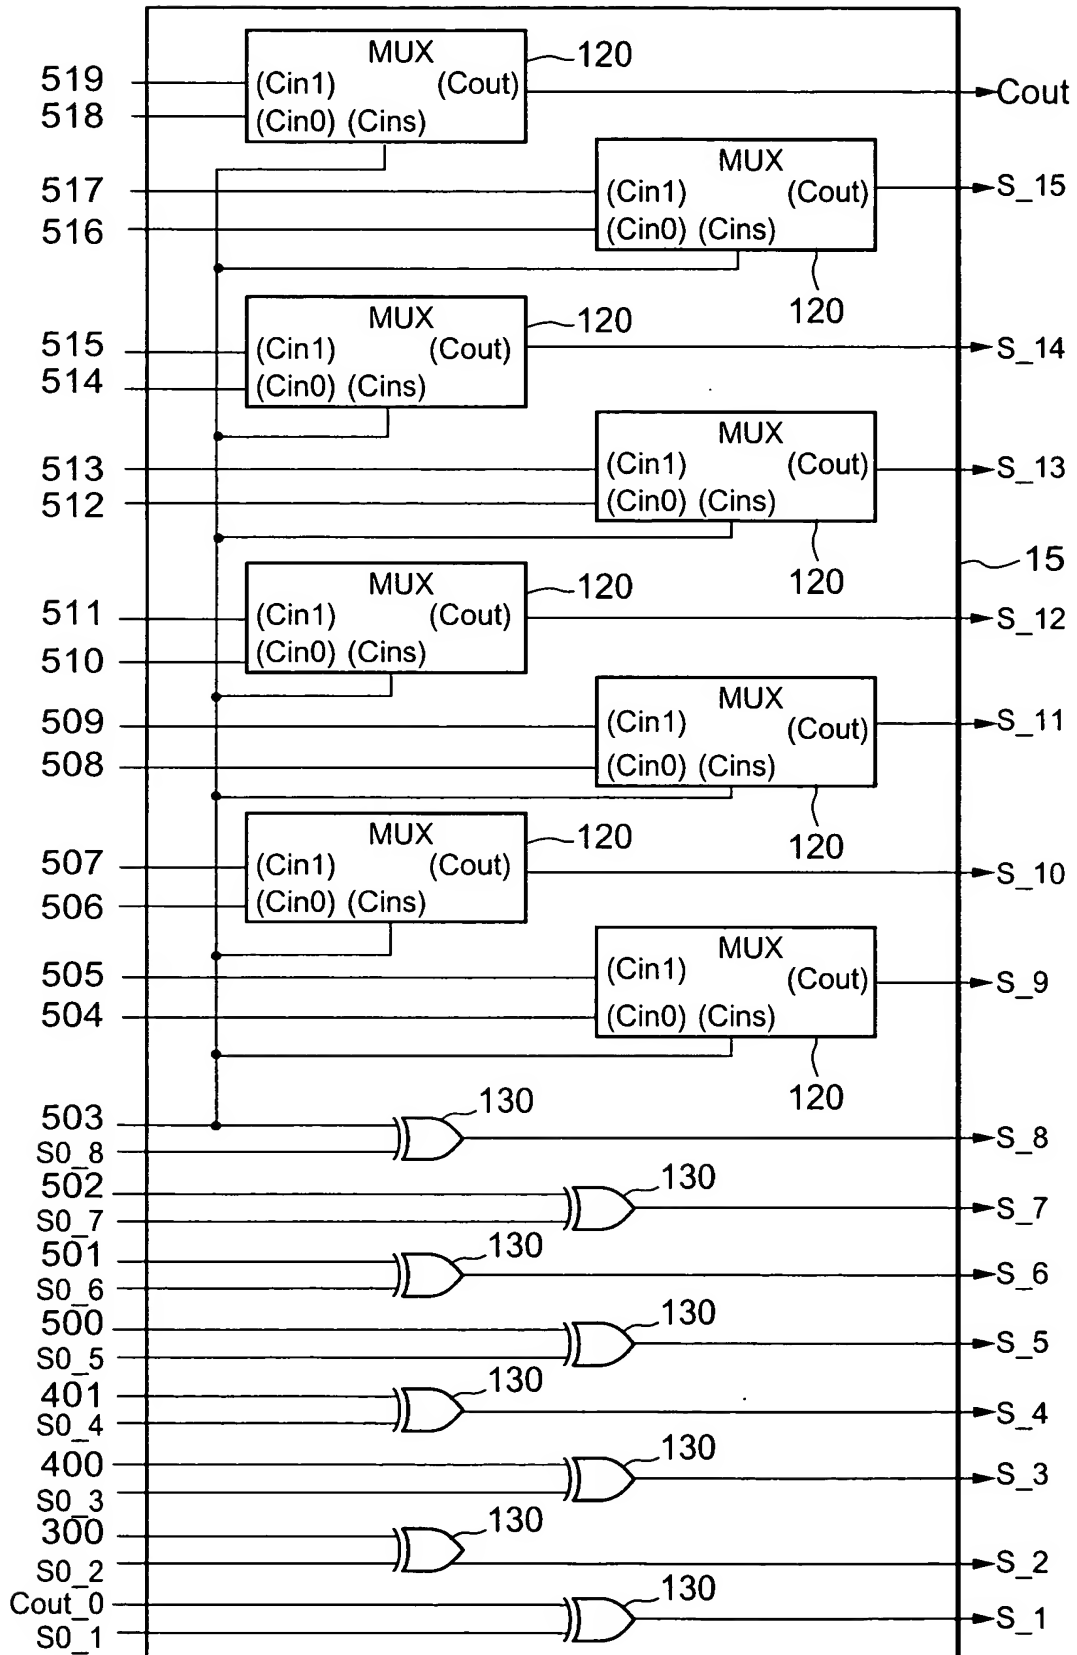 MUX
120
519
(Cin1)
(Cout)
Cout
518
(Cin0) (Cins)
MUX
517
(Cin1)
(Cout)
S_15
516
(Cin0) (Cins)
120
MUX
120
515
(Cin1)
(Cout)
S_14
514
(Cin0) (Cins)
MUX
513
(Cin1)
(Cout)
S_13
512
(Cin0) (Cins)
15
120
MUX
120
511
(Cin1)
(Cout)
S_12
510
(Cin0) (Cins)
MUX
509
(Cin1)
(Cout)
S_11
508
(Cin0) (Cins)
120
MUX
120
507
(Cin1)
(Cout)
S_10
506
(Cin0) (Cins)
MUX
505
(Cin1)
(Cout)
S_9
504
(Cin0) (Cins)
120
503
130
S0_8
S_8
502
130
S0_7
S_7
501
130
S0_6
S_6
500
130
S0_5
S_5
401
130
S0_4
S_4
400
130
S0_3
S_3
300
130
S0_2
S_2
Cout_0
130
S0_1
S_1